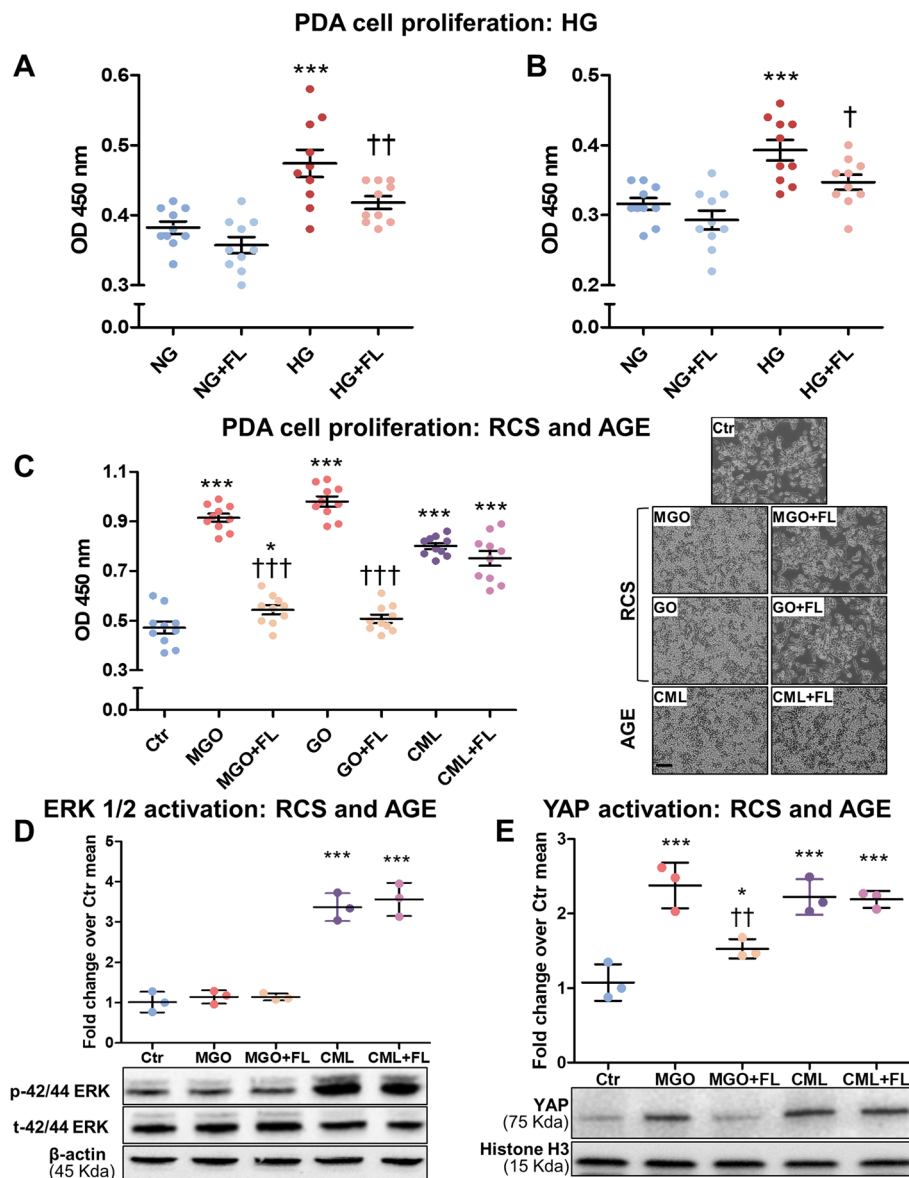 PDA cell proliferation: HG
A
B
***
††
***
†
0.6
0.5
0.4
0.3
0.0
OD 450 nm
NG
NG+FL
HG
HG+FL
0.5
0.4
0.3
0.2
0.0
OD 450 nm
NG
NG+FL
HG
HG+FL
PDA cell proliferation: RCS and AGE
C
***
*
†††
***
†††
***
***
1.1
0.9
0.7
0.5
0.3
0.0
OD 450 nm
Ctr
MGO
MGO+FL
GO
GO+FL
CML
CML+FL
Ctr
RCS
MGO
MGO+FL
GO
GO+FL
AGE
CML
CML+FL
ERK 1/2 activation: RCS and AGE
D
***
***
5
4
3
2
1
0
Fold change over Ctr mean
Ctr
MGO
MGO+FL
CML
CML+FL
p-42/44 ERK
t-42/44 ERK
β-actin
(45 Kda)
YAP activation: RCS and AGE
E
***
*
††
***
***
3
2
1
0
Fold change over Ctr mean
Ctr
MGO
MGO+FL
CML
CML+FL
YAP
(75 Kda)
Histone H3
(15 Kda)